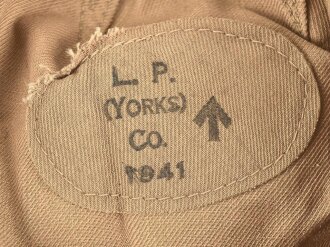 L. P.
(YORKS)
Co.
1941